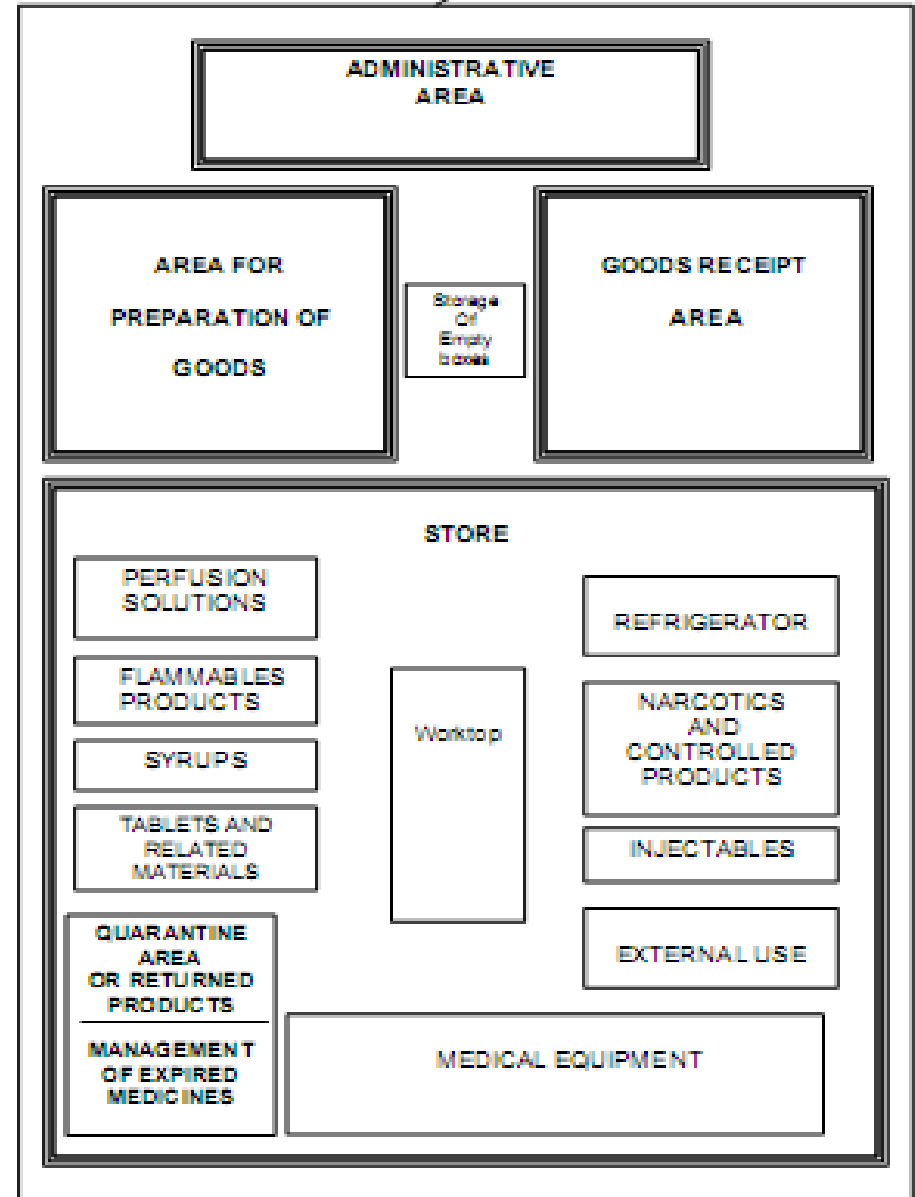 ADMINISTRATIVE
AREA
AREA FOR
PREPARATION OF
GOODS
Storage
Of
Empty
boxes
GOODS RECEIPT
AREA
STORE
PERFUSION
SOLUTIONS
FLAMMABLES
PRODUCTS
SYRUPS
TABLETS AND
RELATED
MATERIALS
QUARANTINE
AREA
OR RETURNED
PRODUCTS
MANAGEMENT
OF EXPIRED
MEDICINES
Worktop
REFRIGERATOR
NARCOTICS
AND
CONTROLLED
PRODUCTS
INJECTABLES
EXTERNAL USE
MEDICAL EQUIPMENT